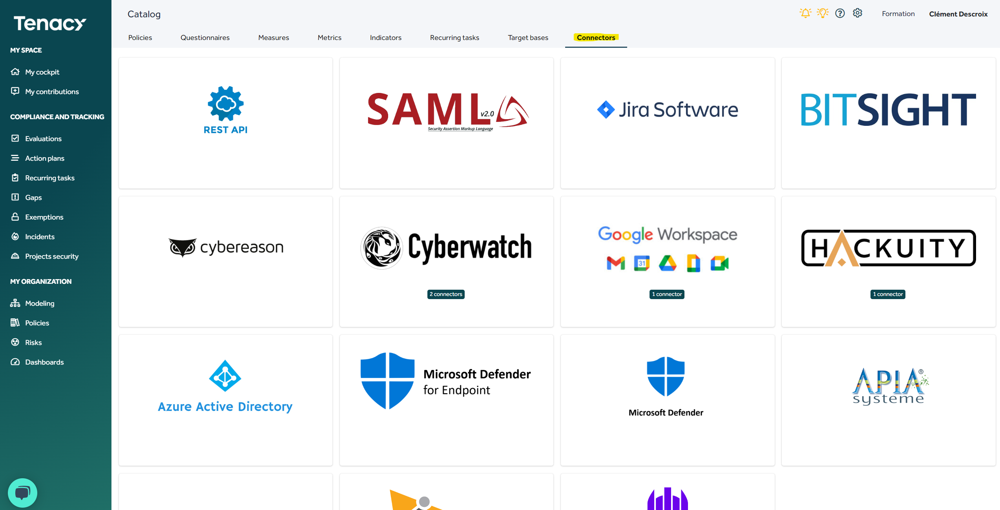 Tenacy
MY SPACE
My cockpit
My contributions
COMPLIANCE AND TRACKING
Evaluations
Action plans
Recurring tasks
Gaps
Exemptions
Incidents
Projects security
MY ORGANIZATION
Modeling
Policies
Risks
Dashboards
Catalog
Formation
Clément Descroix
Policies
Questionnaires
Measures
Metrics
Indicators
Recurring tasks
Target bases
Connectors
REST API
SAML
v2.0
Security Assertion Markup Language
Jira Software
BITSIGHT
cybereason
Cyberwatch
2 connectors
Google Workspace
31
1 connector
HACKUITY
1 connector
Azure Active Directory
Microsoft Defender
for Endpoint
Microsoft Defender
APIA®
systeme